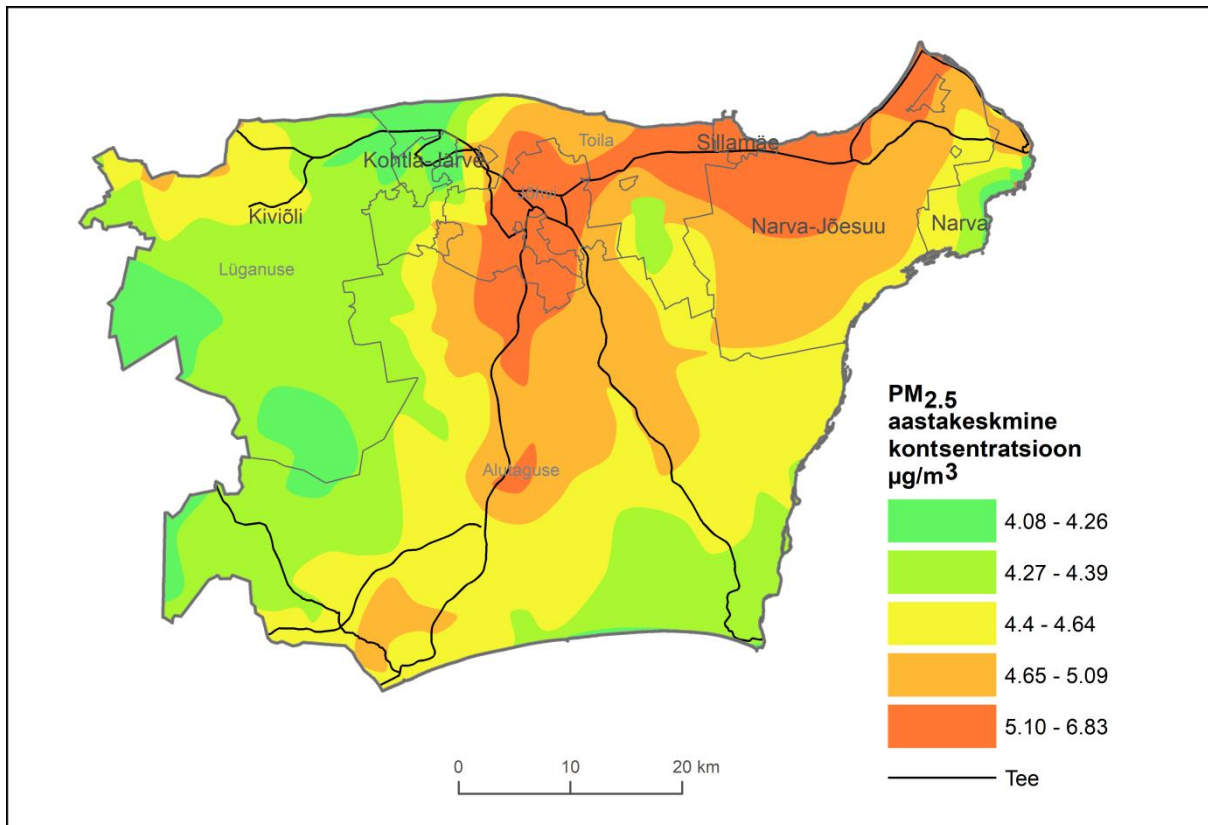 Toila
Sillamäe
Kohtla-Järve
Jõhvi
Kiviõli
Narva-Jõesuu
Narva
Lüganuse
Alutaguse
PM2.5
aastakeskmine
kontsentratsioon
µg/m3
4.08 - 4.26
4.27 - 4.39
4.4 - 4.64
4.65 - 5.09
5.10 - 6.83
Tee
0 10 20 km